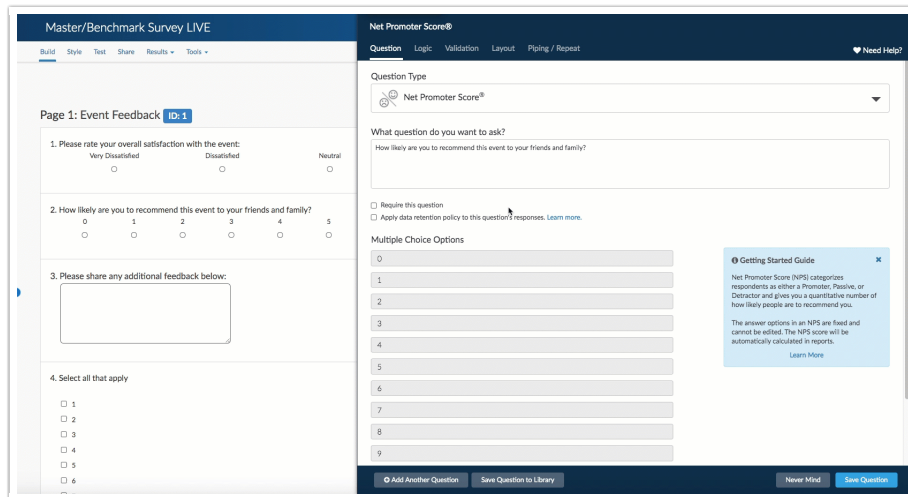 Master/Benchmark Survey LIVE
Build Style Test Share Results Tools
Page 1: Event Feedback ID: 1
1. Please rate your overall satisfaction with the event:
Very Dissatisfied Dissatisfied Neutral
2. How likely are you to recommend this event to your friends and family?
0 1 2 3 4 5
3. Please share any additional feedback below:
4. Select all that apply
1
2
3
4
5
6
Net Promoter Score®
Question Logic Validation Layout Piping / Repeat
Need Help?
Question Type
Net Promoter Score®
What question do you want to ask?
How likely are you to recommend this event to your friends and family?
Require this question
Apply data retention policy to this question's responses. Learn more.
Multiple Choice Options
0
1
2
3
4
5
6
7
8
9
Getting Started Guide
Net Promoter Score (NPS) categorizes
respondents as either a Promoter, Passive, or
Detractor and gives you a quantitative number of
how likely people are to recommend you.
The answer options in an NPS are fixed and
cannot be edited. The NPS score will be
automatically calculated in reports.
Learn More
Add Another Question Save Question to Library Never Mind Save Question